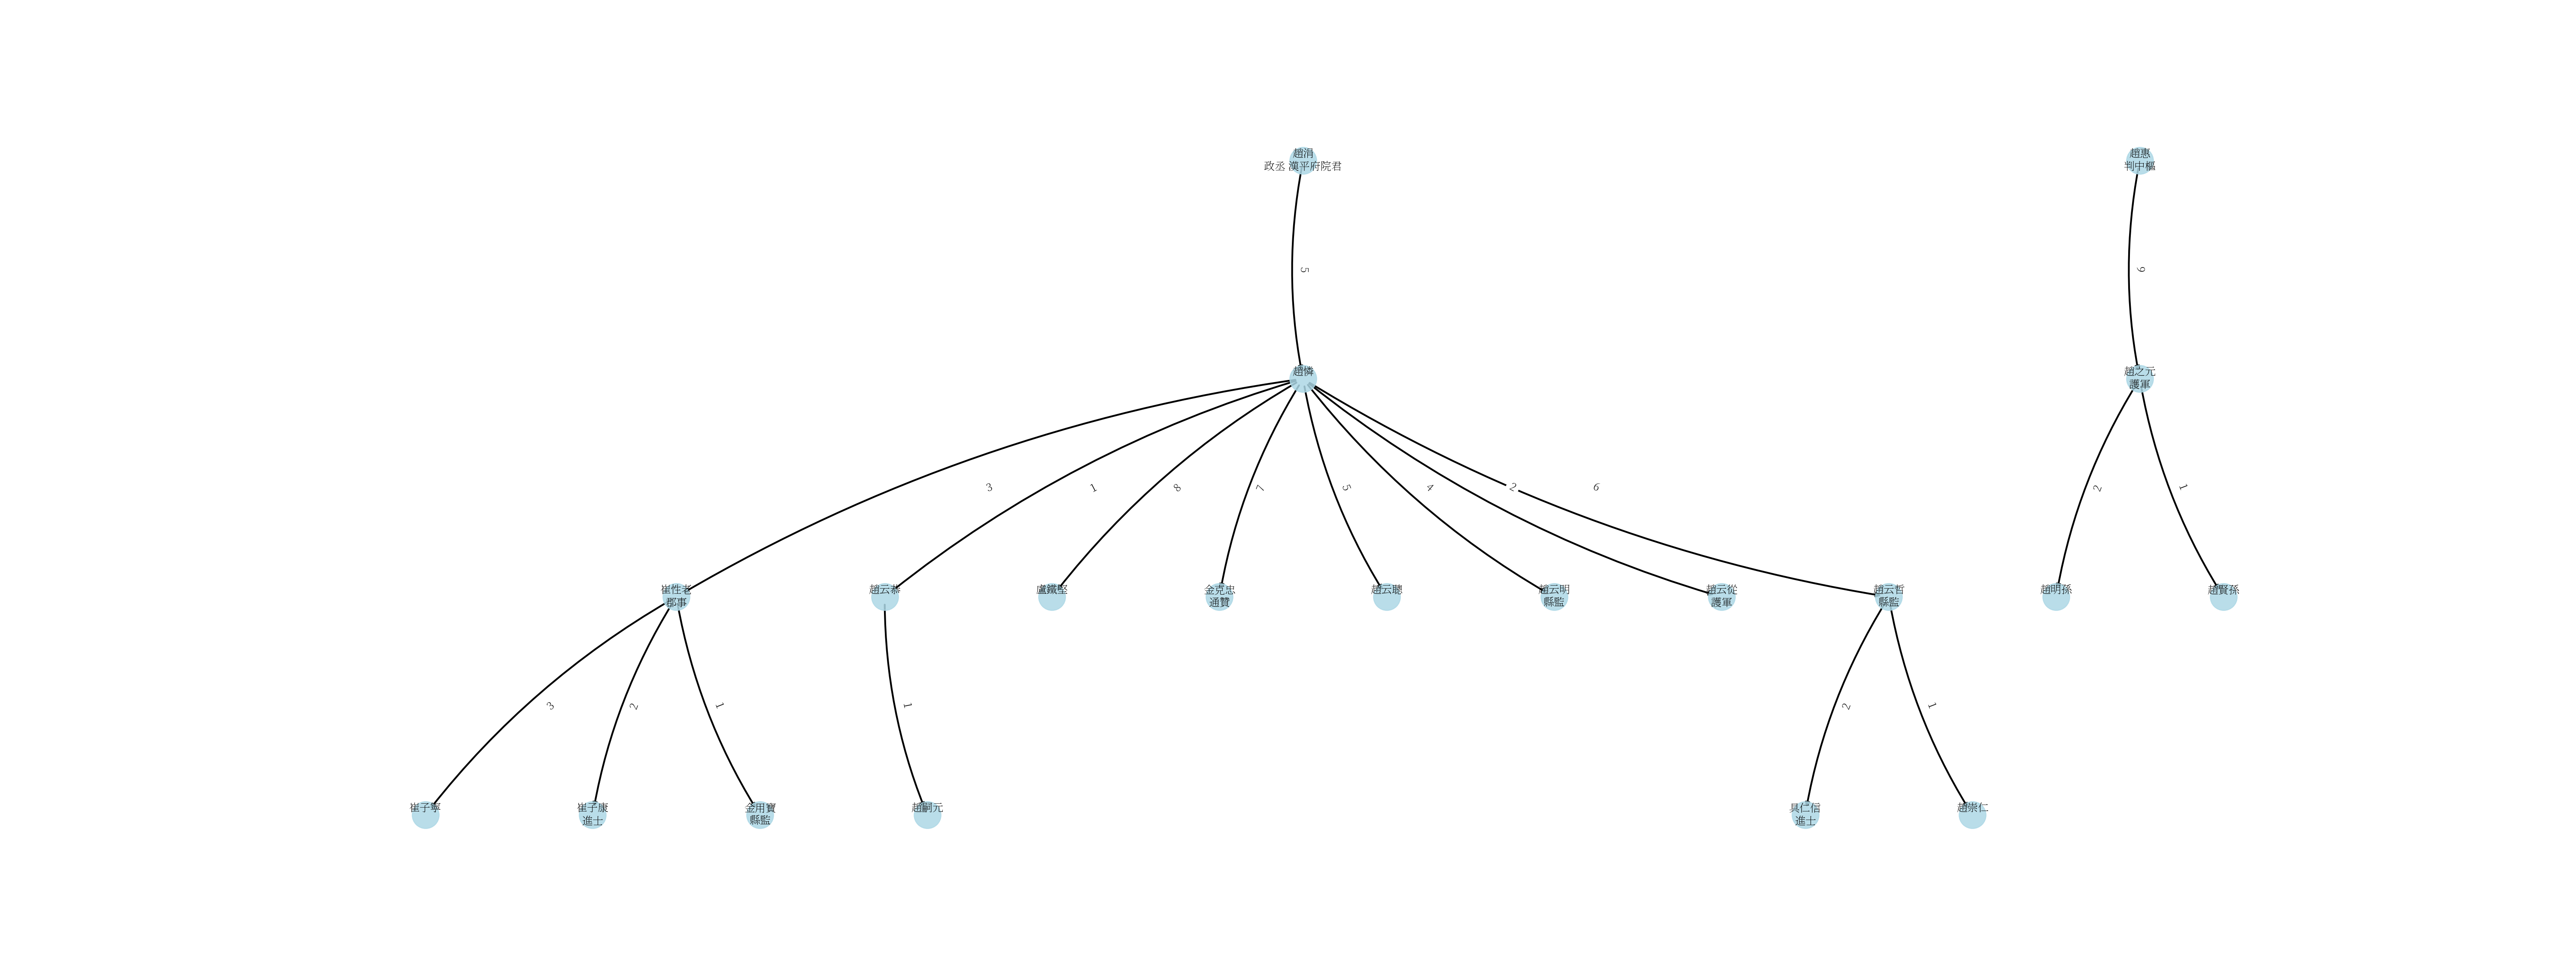 趙涓
政丞 漢平府院君
趙惠
判中樞
5
9
趙憐
趙之元
護軍
3
1
8
7
5
4
2
6
2
1
崔性老
郡事
趙云恭
盧鐵堅
金克忠
通贊
趙云聰
趙云明
縣監
趙云從
護軍
趙云哲
縣監
趙明孫
趙賢孫
3
2
1
1
2
1
崔子寧
崔子康
進士
金用寶
縣監
趙嗣元
具仁信
進士
趙崇仁